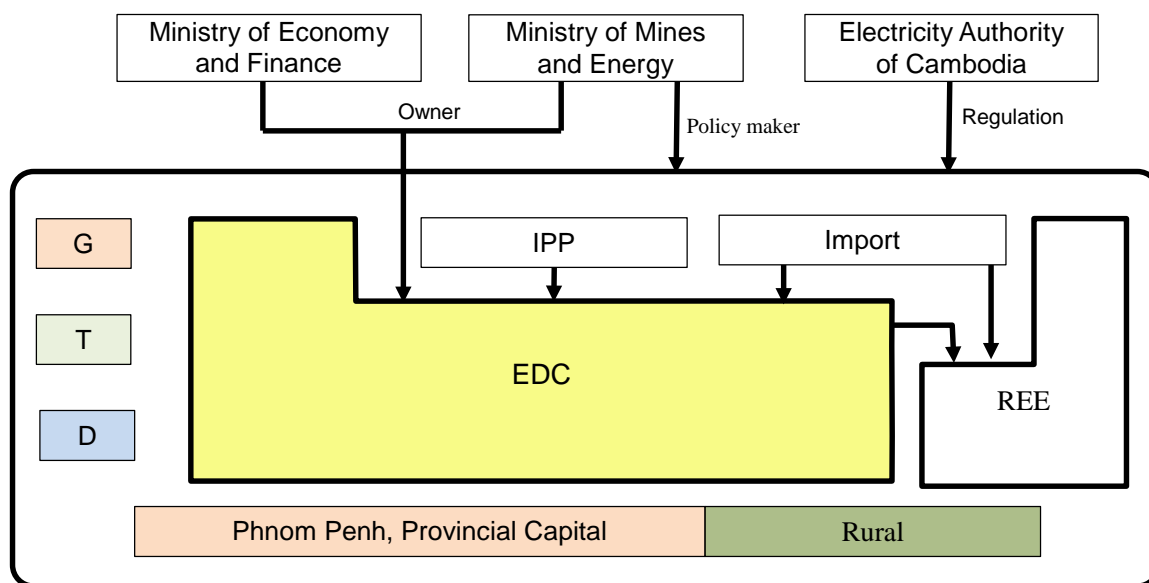 Ministry of Economy
and Finance
Ministry of Mines
and Energy
Electricity Authority
of Cambodia
Owner
Policy maker
Regulation
G
IPP
Import
T
EDC
REE
D
Phnom Penh, Provincial Capital
Rural